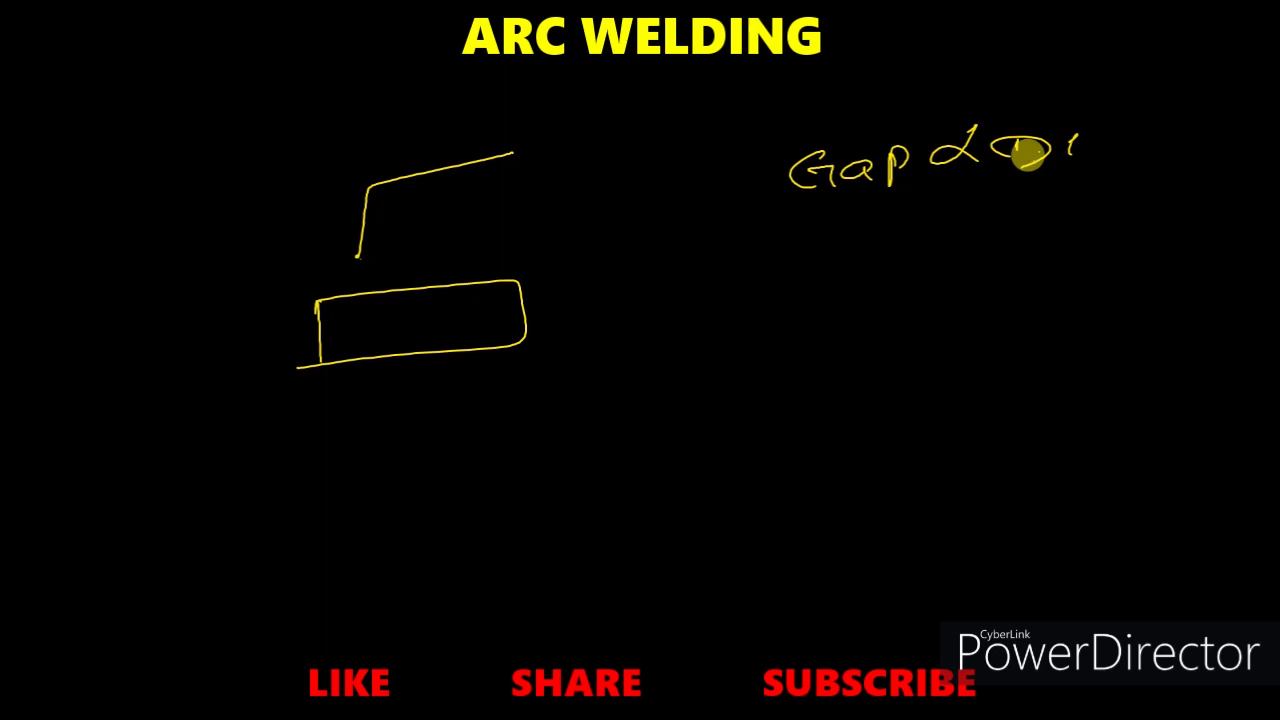 ARC WELDING
Gap α
LIKE SHARE SUBSCRIBE
CyberLink
PowerDirector